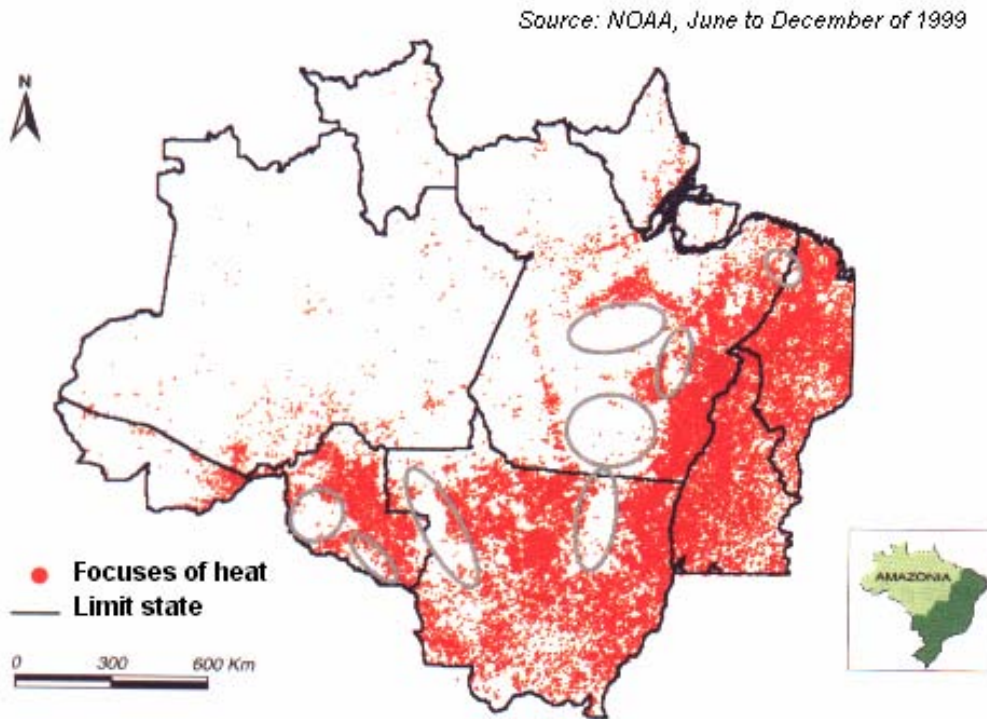 Source: NOAA, June to December of 1999
N
Focuses of heat
Limit state
0 300 600 Km
AMAZONIA